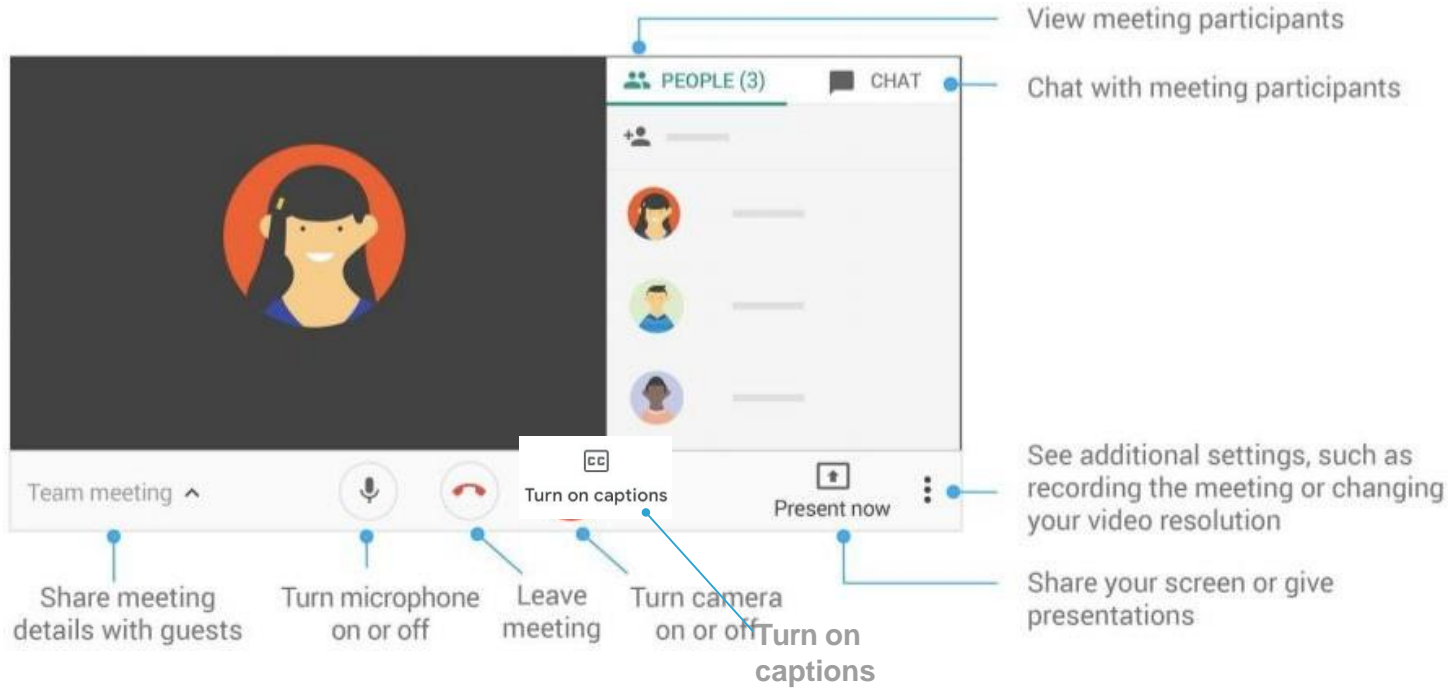 View meeting participants
PEOPLE (3)
CHAT
Chat with meeting participants
CC
Turn on captions
Team meeting
Present now
See additional settings, such as
recording the meeting or changing
your video resolution
Share meeting
details with guests
Turn microphone
on or off
Leave
meeting
Turn camera
on or off
Turn on
captions
Share your screen or give
presentations